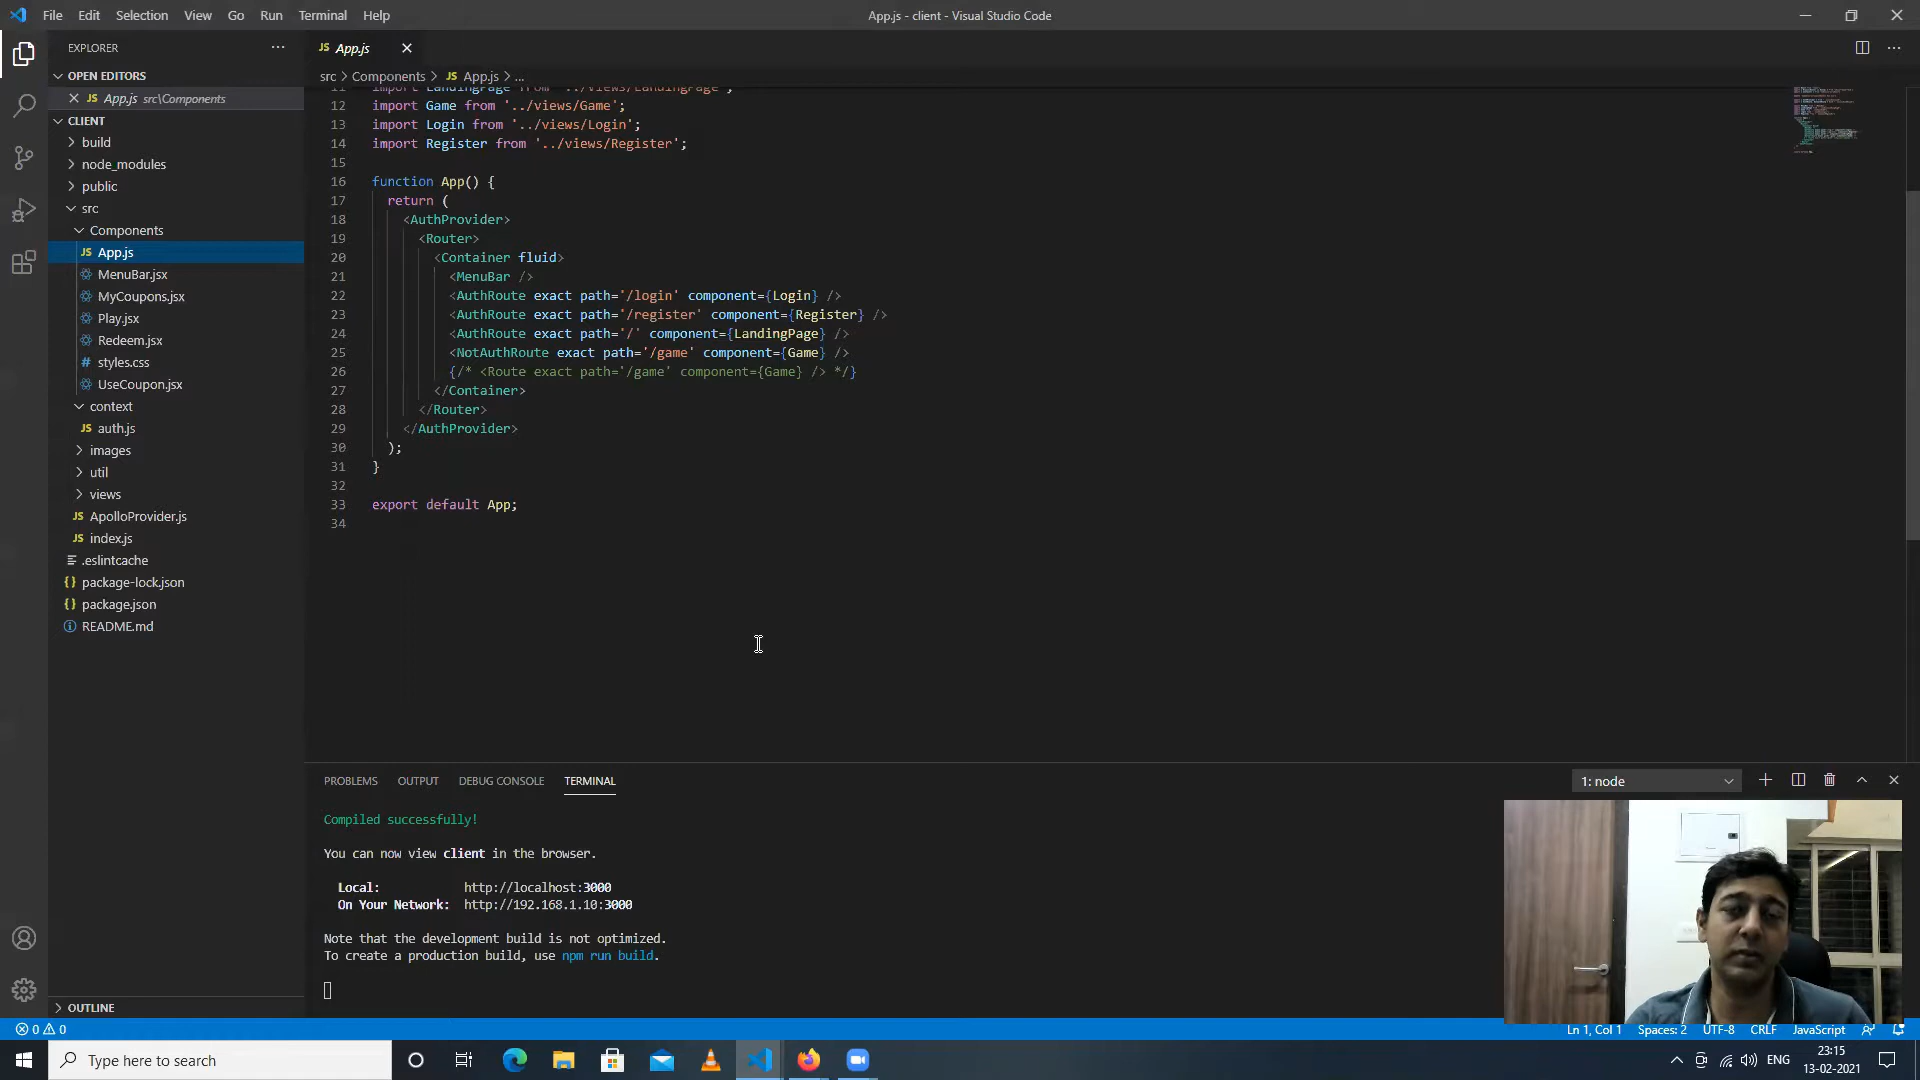 File Edit Selection View Go Run Terminal Help
App.js - client - Visual Studio Code
EXPLORER
OPEN EDITORS
App.js src\Components
CLIENT
build
node_modules
public
src
Components
App.js
MenuBar.jsx
MyCoupons.jsx
Play.jsx
Redeem.jsx
styles.css
UseCoupon.jsx
context
auth.js
images
util
views
ApolloProvider.js
index.js
.eslintcache
package-lock.json
package.json
README.md
OUTLINE
JS App.js
src > Components > JS App.js > ...
11 import LandingPage from '../views/LandingPage';
12 import Game from '../views/Game';
13 import Login from '../views/Login';
14 import Register from '../views/Register';
15
16 function App() {
17 return (
18 <AuthProvider>
19 <Router>
20 <Container fluid>
21 <MenuBar />
22 <AuthRoute exact path='/login' component={Login} />
23 <AuthRoute exact path='/register' component={Register} />
24 <AuthRoute exact path='/' component={LandingPage} />
25 <NotAuthRoute exact path='/game' component={Game} />
26 {/* <Route exact path='/game' component={Game} /> */}
27 </Container>
28 </Router>
29 </AuthProvider>
30 );
31 }
32
33 export default App;
34
PROBLEMS OUTPUT DEBUG CONSOLE TERMINAL
1: node
Compiled successfully!
You can now view client in the browser.
Local: http://localhost:3000
On Your Network: http://192.168.1.10:3000
Note that the development build is not optimized.
To create a production build, use npm run build.
0 0
Ln 1, Col 1 Spaces: 2 UTF-8 CRLF JavaScript
Type here to search
ENG
23:15
13-02-2021